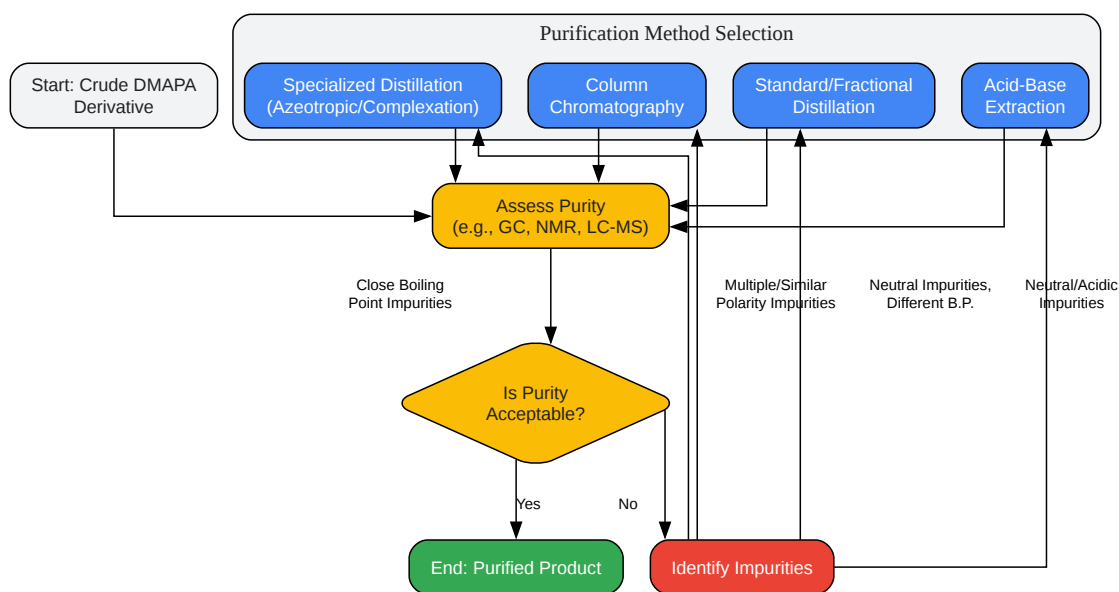 Purification Method Selection
Start: Crude DMAPA
Derivative
Specialized Distillation
(Azeotropic/Complexation)
Column
Chromatography
Standard/Fractional
Distillation
Acid-Base
Extraction
Assess Purity
(e.g., GC, NMR, LC-MS)
Close Boiling
Point Impurities
Multiple/Similar
Polarity Impurities
Neutral Impurities,
Different B.P.
Neutral/Acidic
Impurities
Is Purity
Acceptable?
Yes
No
End: Purified Product
Identify Impurities